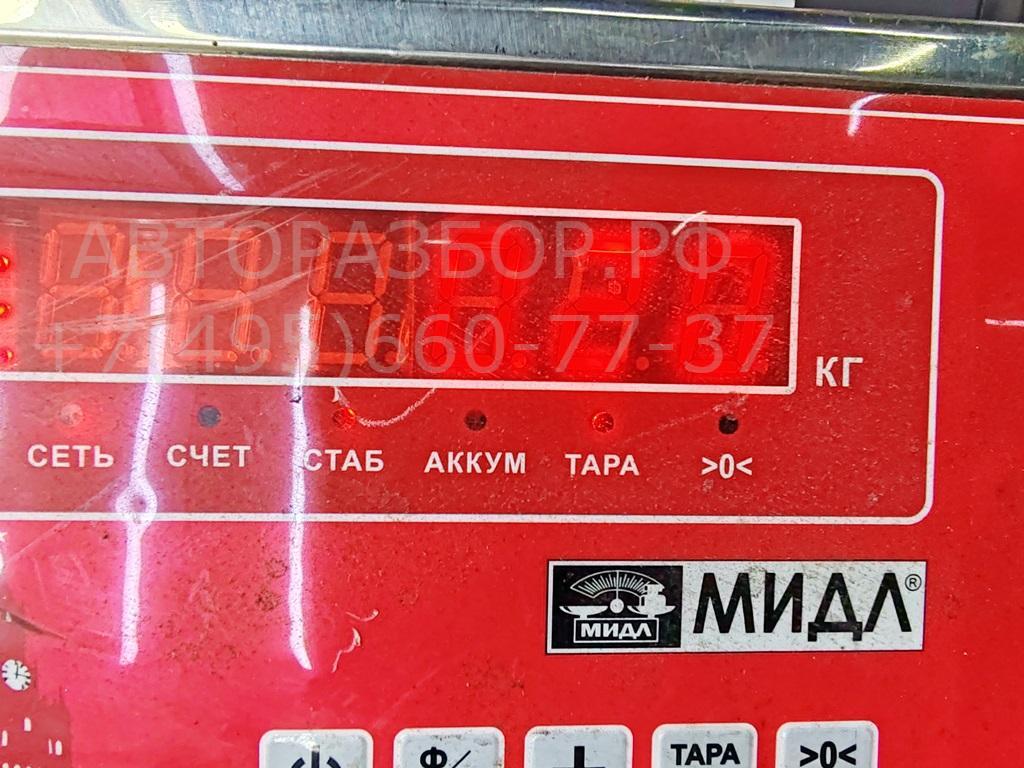 АВТОРАЗБОР.РФ
+7(495)660-77-37
КГ
СЕТЬ СЧЕТ СТАБ АККУМ ТАРА >0<
МИДЛ МИДЛ®
Ф/ + ТАРА >0<